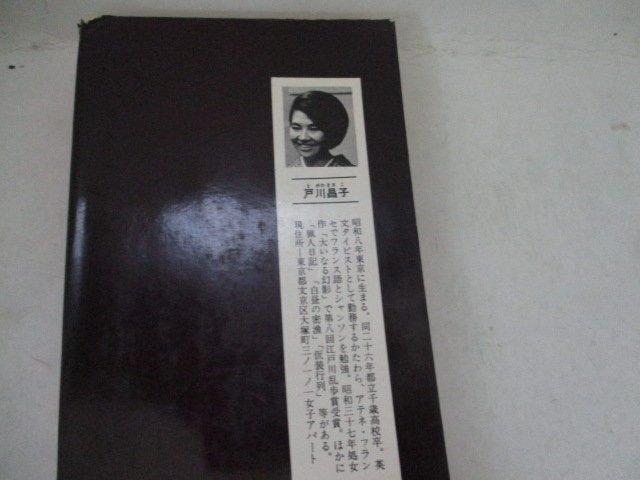 とがわまさこ
戸川昌子
昭和八年東京に生まる。同二十六年都立千歳高校卒。英
文タイピストとして勤務するかたわら、アテネ・フラン
セでフランス語とシャンソンを勉強。昭和三十七年処女
作「大いなる幻影」で第八回江戸川乱歩賞受賞。ほかに
「猟人日記」「白昼の密漁」「仮装行列」等がある。
現住所―東京都文京区大塚町三ノ一ノ一女子アパート